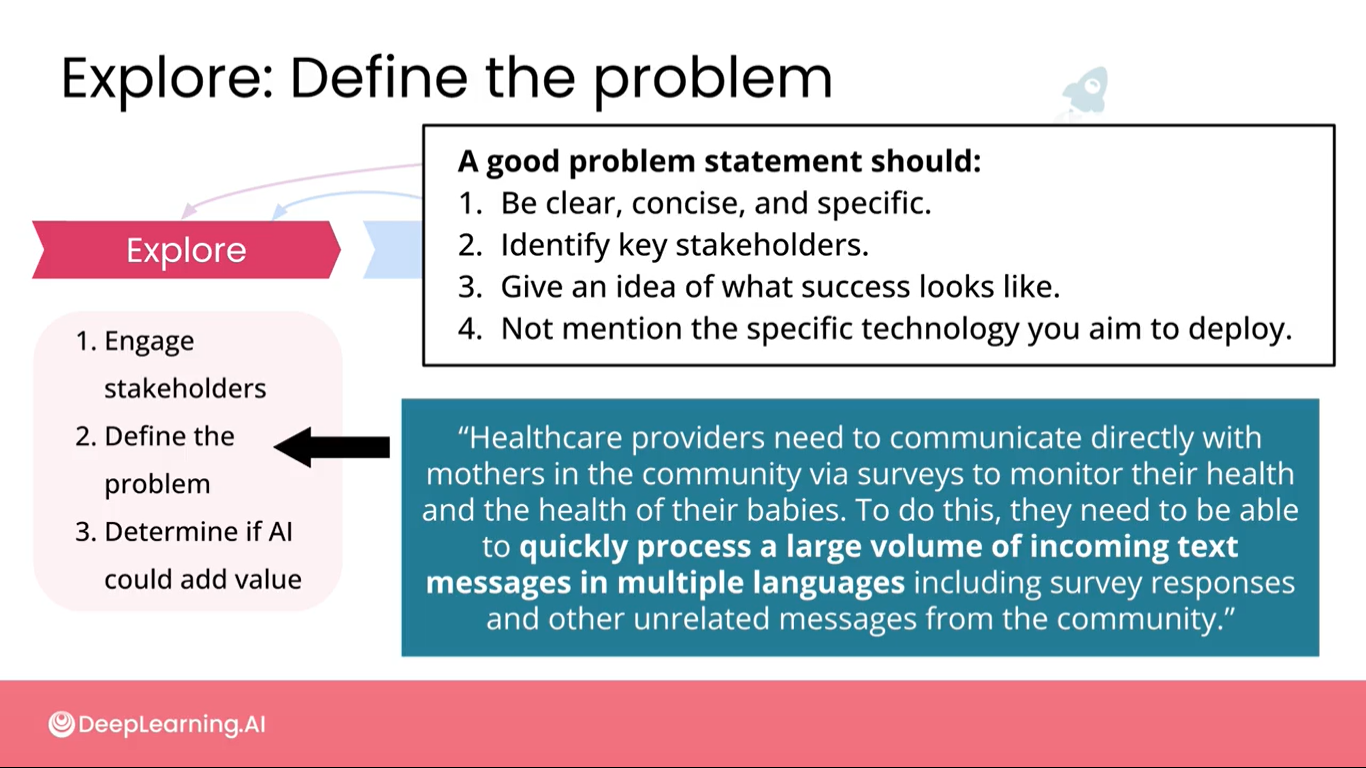 Explore: Define the problem
A good problem statement should:
1. Be clear, concise, and specific.
2. Identify key stakeholders.
3. Give an idea of what success looks like.
4. Not mention the specific technology you aim to deploy.
Explore
1. Engage
stakeholders
2. Define the
problem
3. Determine if AI
could add value
“Healthcare providers need to communicate directly with
mothers in the community via surveys to monitor their health
and the health of their babies. To do this, they need to be able
to quickly process a large volume of incoming text
messages in multiple languages including survey responses
and other unrelated messages from the community.”
DeepLearning.AI